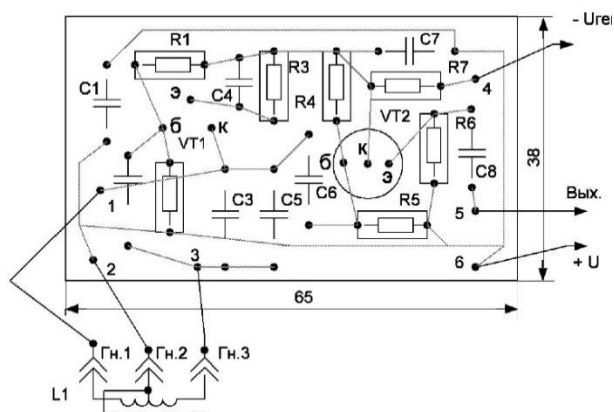 R1
C7
- Uген
Э
C4
R3
R7
4
C1
R4
R6
б
К
VT1
VT2
б
К
Э
38
C8
1
C3
C5
C6
R5
5
Вых.
2
3
6
+ U
65
Гн.1
Гн.2
Гн.3
L1